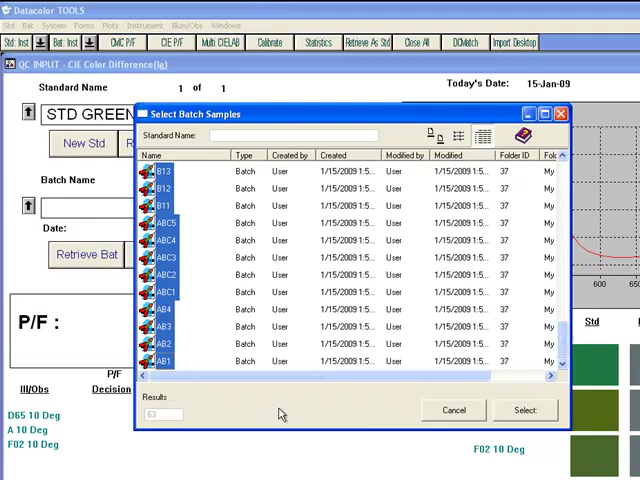 Datacolor TOOLS
Std Bat System Forms Plots Instrument Illum/Obs Windows
Std: Inst Bat: Inst CMC P/F CIE P/F Multi CIELAB Calibrate Statistics Retrieve As Std Close All DCMatch Import Desktop
QC INPUT - CIE Color Difference(lg)
Standard Name 1 of 1 Today's Date: 15-Jan-09
STD GREEN
New Std R
Batch Name
Date:
Retrieve Bat
P/F :
P/F
Ill/Obs Decision
D65 10 Deg
A 10 Deg
F02 10 Deg
Select Batch Samples
Standard Name:
Name Type Created by Created Modified by Modified Folder ID Folc
B13 Batch User 1/15/2009 1:5... User 1/15/2009 1:5... 37 My
B12 Batch User 1/15/2009 1:5... User 1/15/2009 1:5... 37 My
B11 Batch User 1/15/2009 1:5... User 1/15/2009 1:5... 37 My
ABC5 Batch User 1/15/2009 1:5... User 1/15/2009 1:5... 37 My
ABC4 Batch User 1/15/2009 1:5... User 1/15/2009 1:5... 37 My
ABC3 Batch User 1/15/2009 1:5... User 1/15/2009 1:5... 37 My
ABC2 Batch User 1/15/2009 1:5... User 1/15/2009 1:5... 37 My
ABC1 Batch User 1/15/2009 1:5... User 1/15/2009 1:5... 37 My
AB4 Batch User 1/15/2009 1:5... User 1/15/2009 1:5... 37 My
AB3 Batch User 1/15/2009 1:5... User 1/15/2009 1:5... 37 My
AB2 Batch User 1/15/2009 1:5... User 1/15/2009 1:5... 37 My
AB1 Batch User 1/15/2009 1:5... User 1/15/2009 1:5... 37 My
Results
63
Cancel Select
600 650
Std
F02 10 Deg